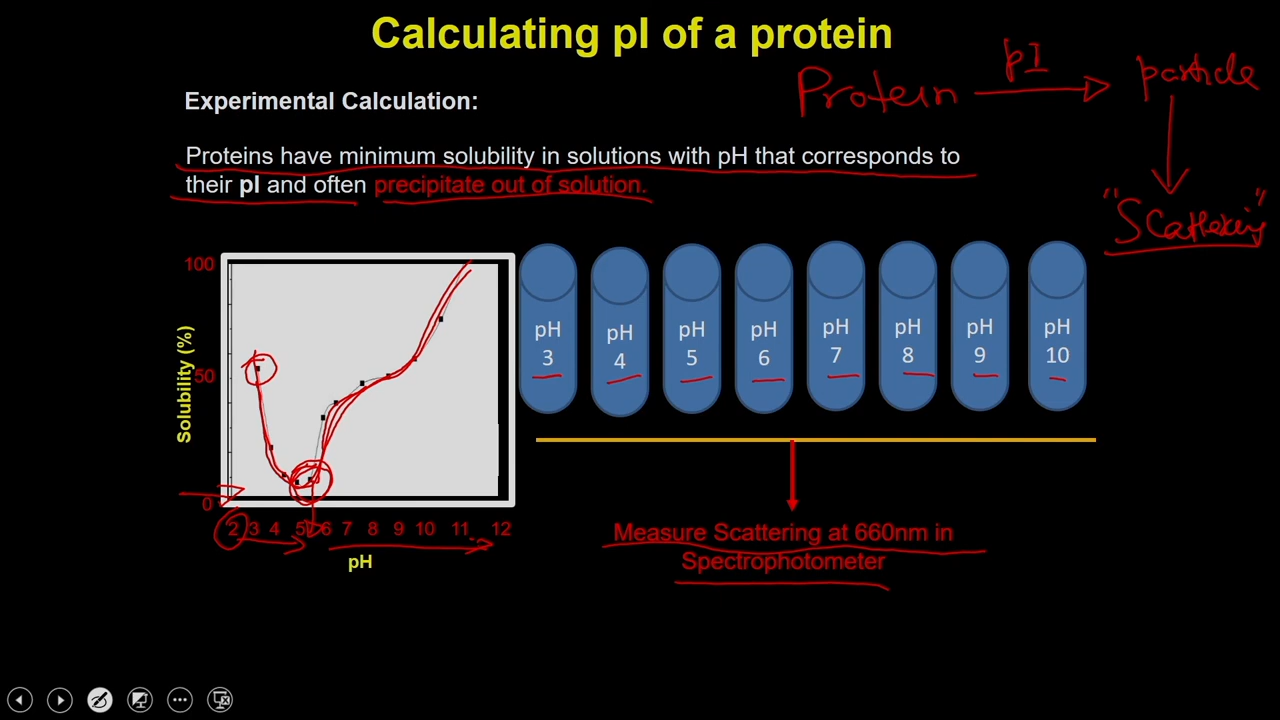 Calculating pI of a protein
Experimental Calculation:
Protein pI particle
"Scattering"
Proteins have minimum solubility in solutions with pH that corresponds to
their pI and often precipitate out of solution.
Solubility (%)
100
50
0
2 3 4 5 6 7 8 9 10 11 12
pH
pH 3
pH 4
pH 5
pH 6
pH 7
pH 8
pH 9
pH 10
Measure Scattering at 660nm in
Spectrophotometer